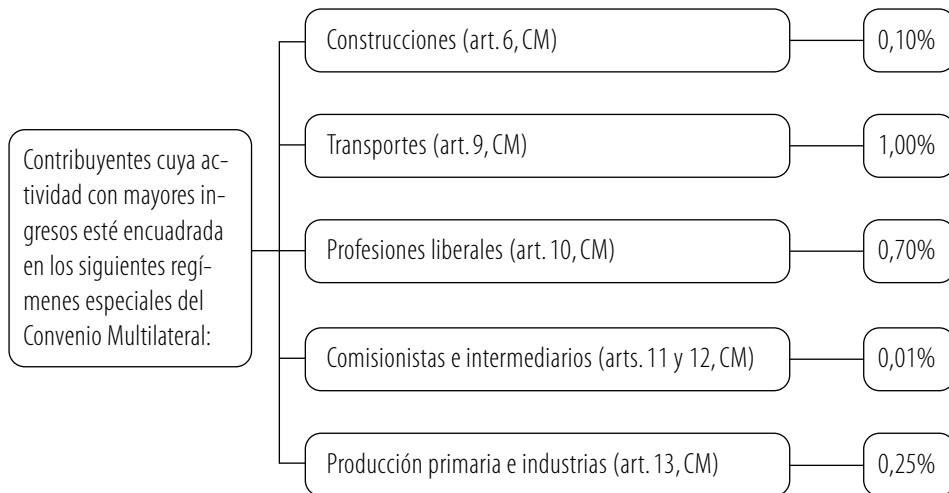 Construcciones (art. 6, CM)
0,10%
Transportes (art. 9, CM)
1,00%
Contribuyentes cuya ac-
tividad con mayores in-
gresos esté encuadrada
en los siguientes regí-
menes especiales del
Convenio Multilateral:
Profesiones liberales (art. 10, CM)
0,70%
Comisionistas e intermediarios (arts. 11 y 12, CM)
0,01%
Producción primaria e industrias (art. 13, CM)
0,25%